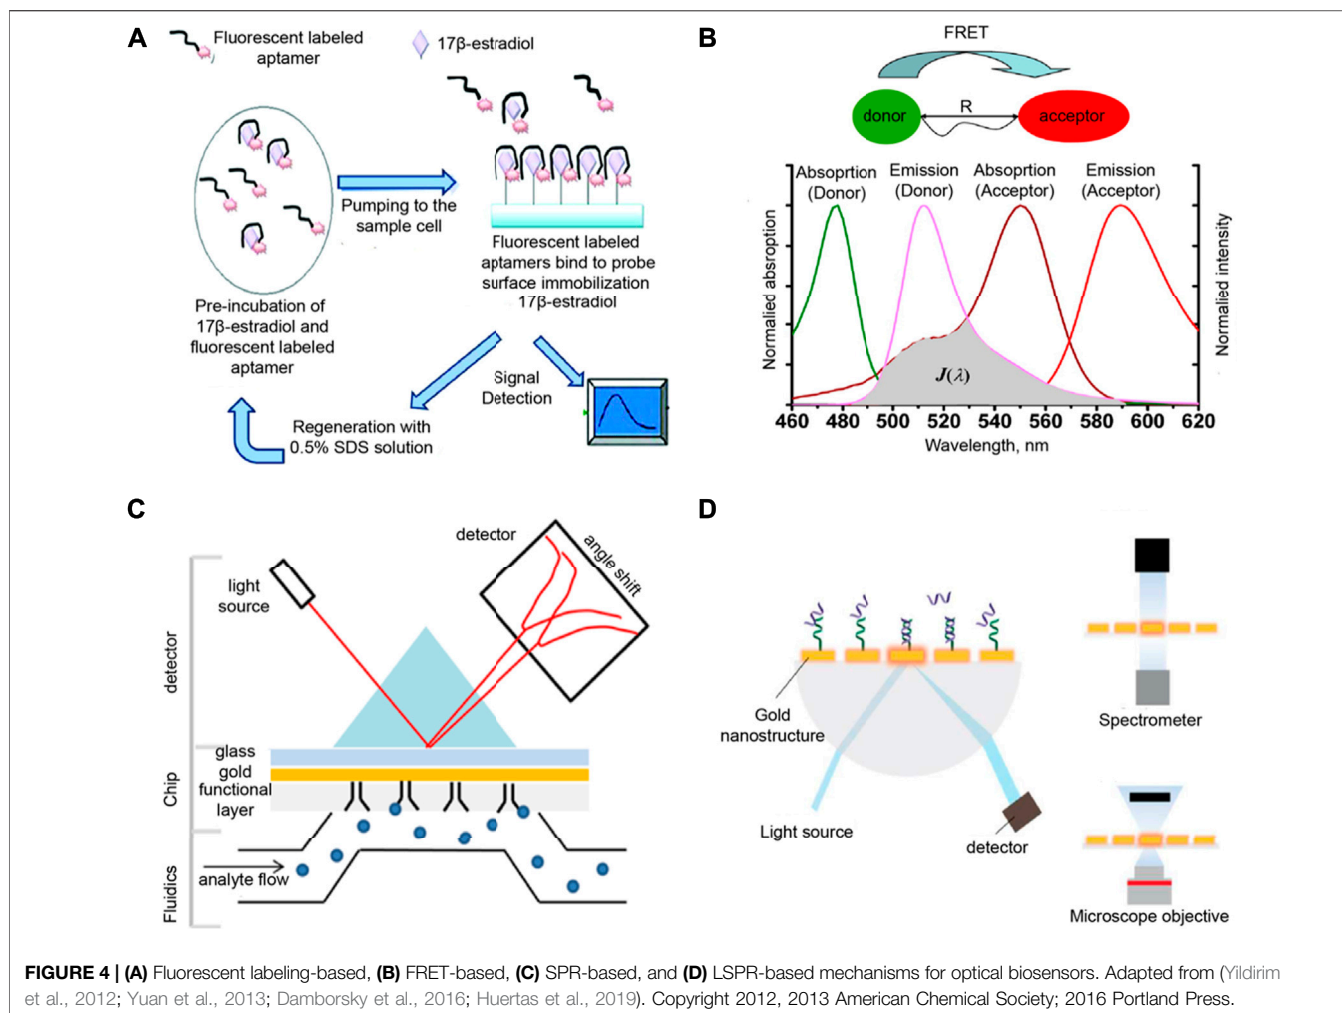 A
Fluorescent labeled
aptamer
17β-estradiol
Pumping to the
sample cell
Fluorescent labeled
aptamers bind to probe
surface immobilization
17β-estradiol
Pre-incubation of
17β-estradiol and
fluorescent labeled
aptamer
Signal
Detection
Regeneration with
0.5% SDS solution
B
FRET
donor
R
acceptor
Absoprtion
(Donor)
Emission
(Donor)
Absoprtion
(Acceptor)
Emission
(Acceptor)
Normalied absroption
Normalied intensity
J(λ)
460 480 500 520 540 560 580 600 620
Wavelength, nm
C
detector
Chip
Fluidics
light
source
detector
angle shift
glass
gold
functional
layer
analyte flow
D
Gold
nanostructure
Light source
detector
Spectrometer
Microscope objective
FIGURE 4 | (A) Fluorescent labeling-based, (B) FRET-based, (C) SPR-based, and (D) LSPR-based mechanisms for optical biosensors. Adapted from (Yildirim
et al., 2012; Yuan et al., 2013; Damborsky et al., 2016; Huertas et al., 2019). Copyright 2012, 2013 American Chemical Society; 2016 Portland Press.